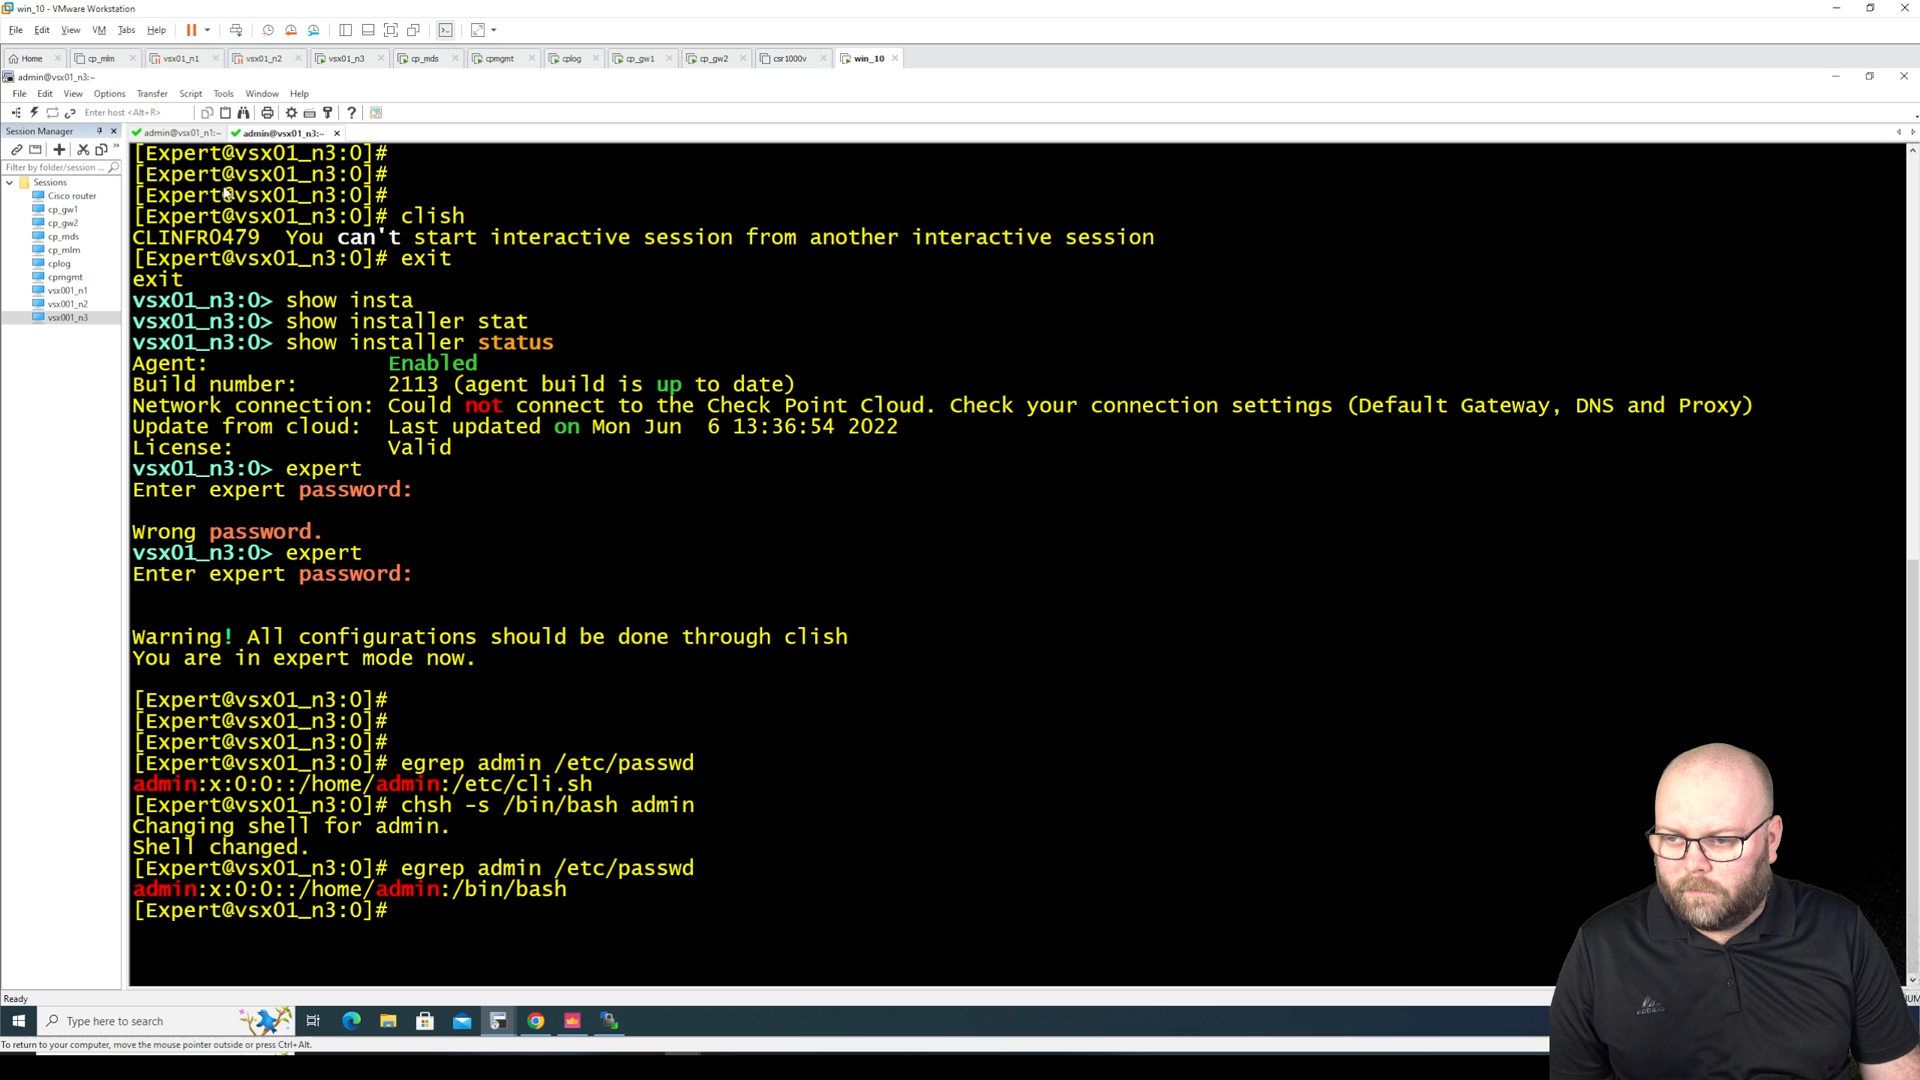 win_10 - VMware Workstation
File Edit View VM Tabs Help
Home cp_mlm vsx01_n1 vsx01_n2 vsx01_n3 cp_mds cpmgmt cplog cp_gw1 cp_gw2 csr1000v win_10
admin@vsx01_n3:~
File Edit View Options Transfer Script Tools Window Help
Enter host <Alt+R>
Session Manager admin@vsx01_n1:~ admin@vsx01_n3:~
Filter by folder/session ...
Sessions
Cisco router
cp_gw1
cp_gw2
cp_mds
cp_mlm
cplog
cpmgmt
vsx001_n1
vsx001_n2
vsx001_n3
[Expert@vsx01_n3:0]#
[Expert@vsx01_n3:0]#
[Expert@vsx01_n3:0]#
[Expert@vsx01_n3:0]# clish
CLINFR0479  You can't start interactive session from another interactive session
[Expert@vsx01_n3:0]# exit
exit
vsx01_n3:0> show insta
vsx01_n3:0> show installer stat
vsx01_n3:0> show installer status
Agent: Enabled
Build number: 2113 (agent build is up to date)
Network connection: Could not connect to the Check Point Cloud. Check your connection settings (Default Gateway, DNS and Proxy)
Update from cloud: Last updated on Mon Jun  6 13:36:54 2022
License: Valid
vsx01_n3:0> expert
Enter expert password:
Wrong password.
vsx01_n3:0> expert
Enter expert password:
Warning! All configurations should be done through clish
You are in expert mode now.
[Expert@vsx01_n3:0]#
[Expert@vsx01_n3:0]#
[Expert@vsx01_n3:0]#
[Expert@vsx01_n3:0]# egrep admin /etc/passwd
admin:x:0:0::/home/admin:/etc/cli.sh
[Expert@vsx01_n3:0]# chsh -s /bin/bash admin
Changing shell for admin.
Shell changed.
[Expert@vsx01_n3:0]# egrep admin /etc/passwd
admin:x:0:0::/home/admin:/bin/bash
[Expert@vsx01_n3:0]#
Ready
Type here to search
To return to your computer, move the mouse pointer outside or press Ctrl+Alt.